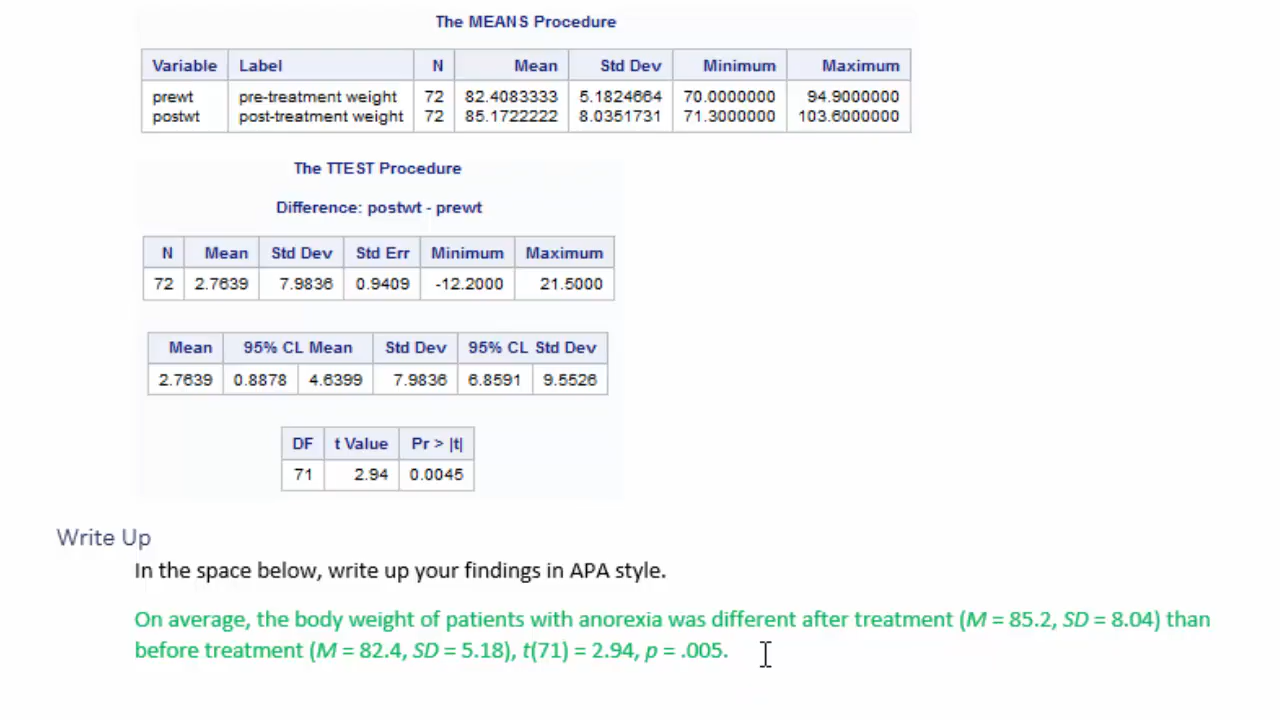 The MEANS Procedure
Variable Label N Mean Std Dev Minimum Maximum
prewt pre-treatment weight 72 82.4083333 5.1824664 70.0000000 94.9000000
postwt post-treatment weight 72 85.1722222 8.0351731 71.3000000 103.6000000
The TTEST Procedure
Difference: postwt - prewt
N Mean Std Dev Std Err Minimum Maximum
72 2.7639 7.9836 0.9409 -12.2000 21.5000
Mean 95% CL Mean Std Dev 95% CL Std Dev
2.7639 0.8878 4.6399 7.9836 6.8591 9.5526
DF t Value Pr > |t|
71 2.94 0.0045
Write Up
In the space below, write up your findings in APA style.
On average, the body weight of patients with anorexia was different after treatment (M = 85.2, SD = 8.04) than
before treatment (M = 82.4, SD = 5.18), t(71) = 2.94, p = .005.